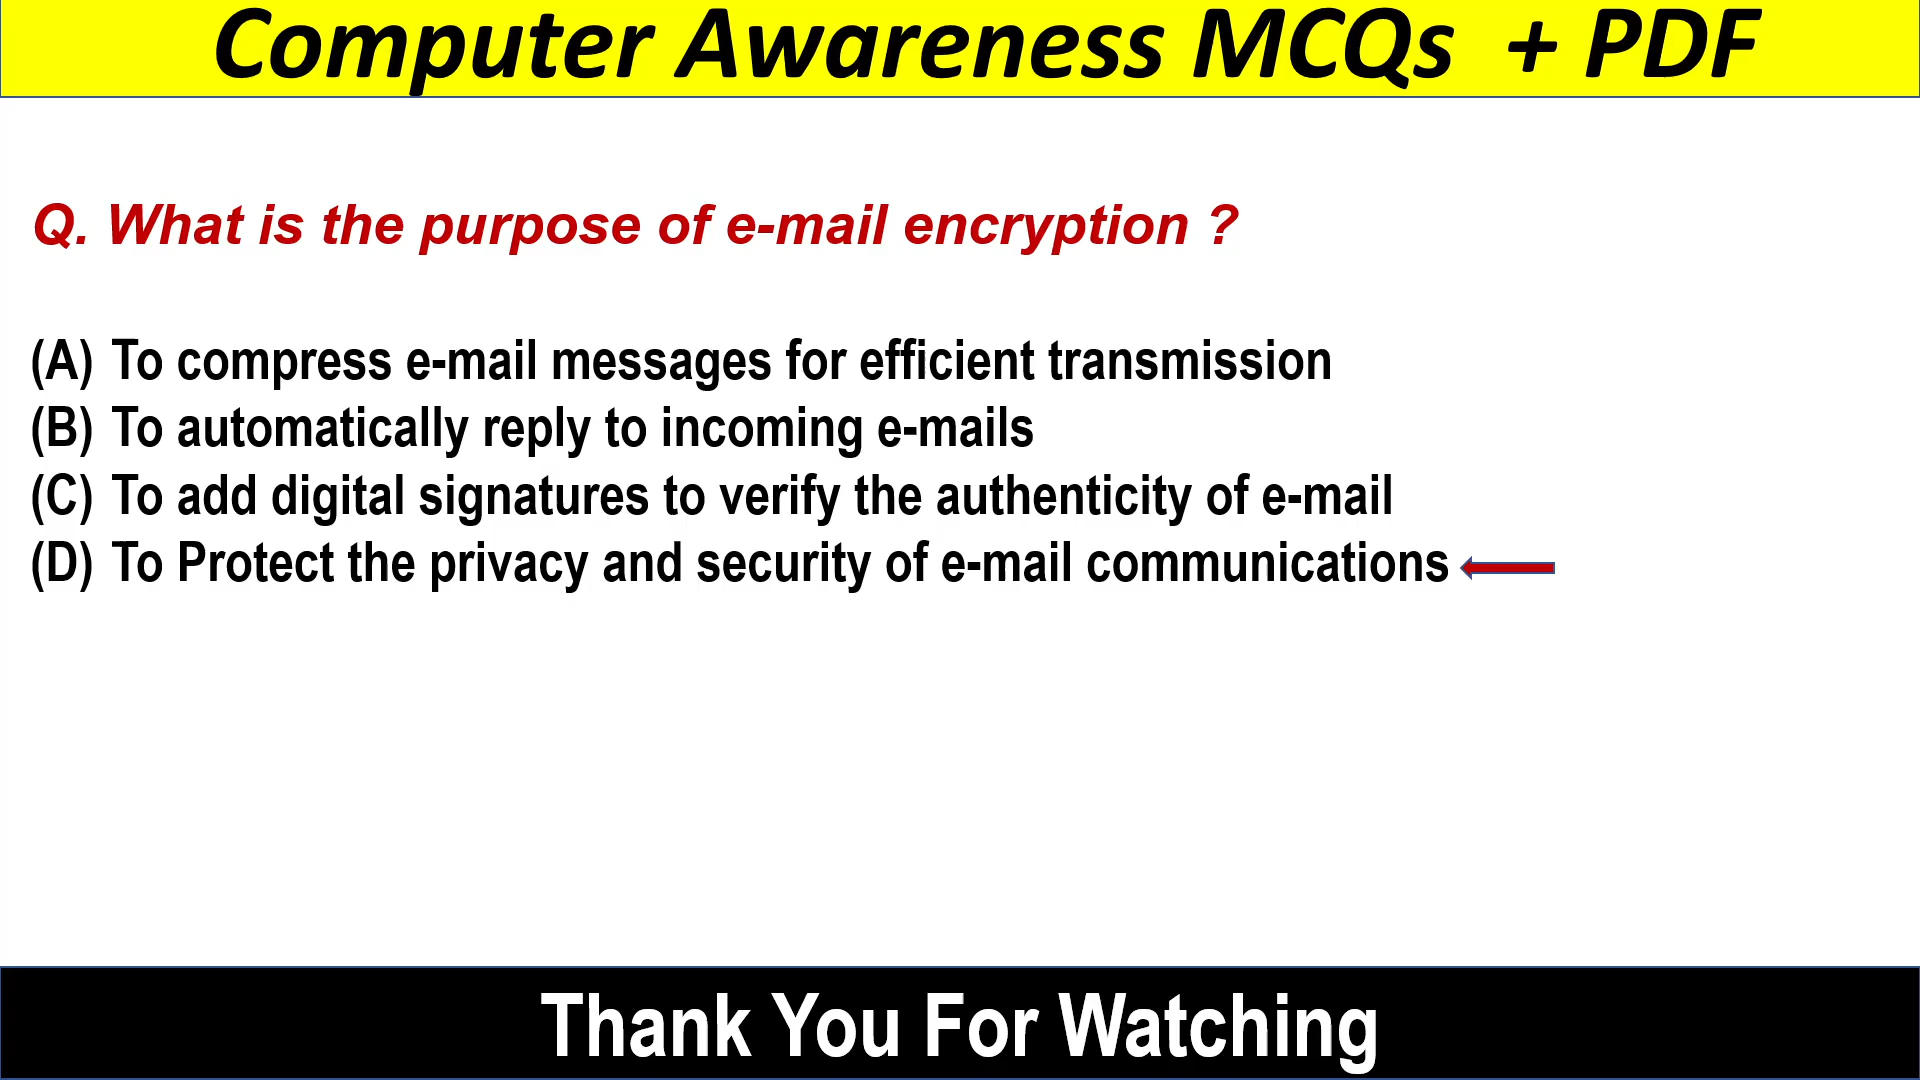 Computer Awareness MCQs + PDF
Q. What is the purpose of e-mail encryption ?
(A) To compress e-mail messages for efficient transmission
(B) To automatically reply to incoming e-mails
(C) To add digital signatures to verify the authenticity of e-mail
(D) To Protect the privacy and security of e-mail communications
Thank You For Watching